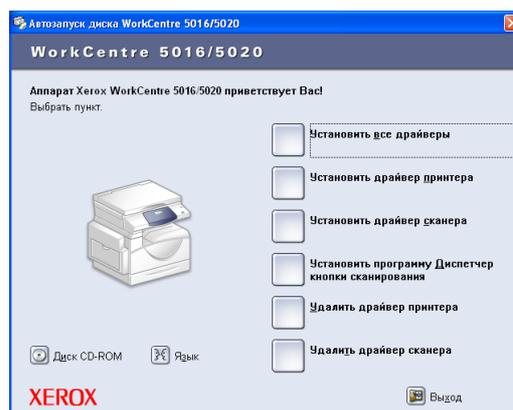 Автозапуск диска WorkCentre 5016/5020
WorkCentre 5016/5020
Аппарат Xerox WorkCentre 5016/5020 приветствует Вас!
Выбрать пункт.
Установить все драйверы
Установить драйвер принтера
Установить драйвер сканера
Установить программу Диспетчер
кнопки сканирования
Удалить драйвер принтера
Удалить драйвер сканера
Диск CD-ROM
Язык
XEROX
Выход